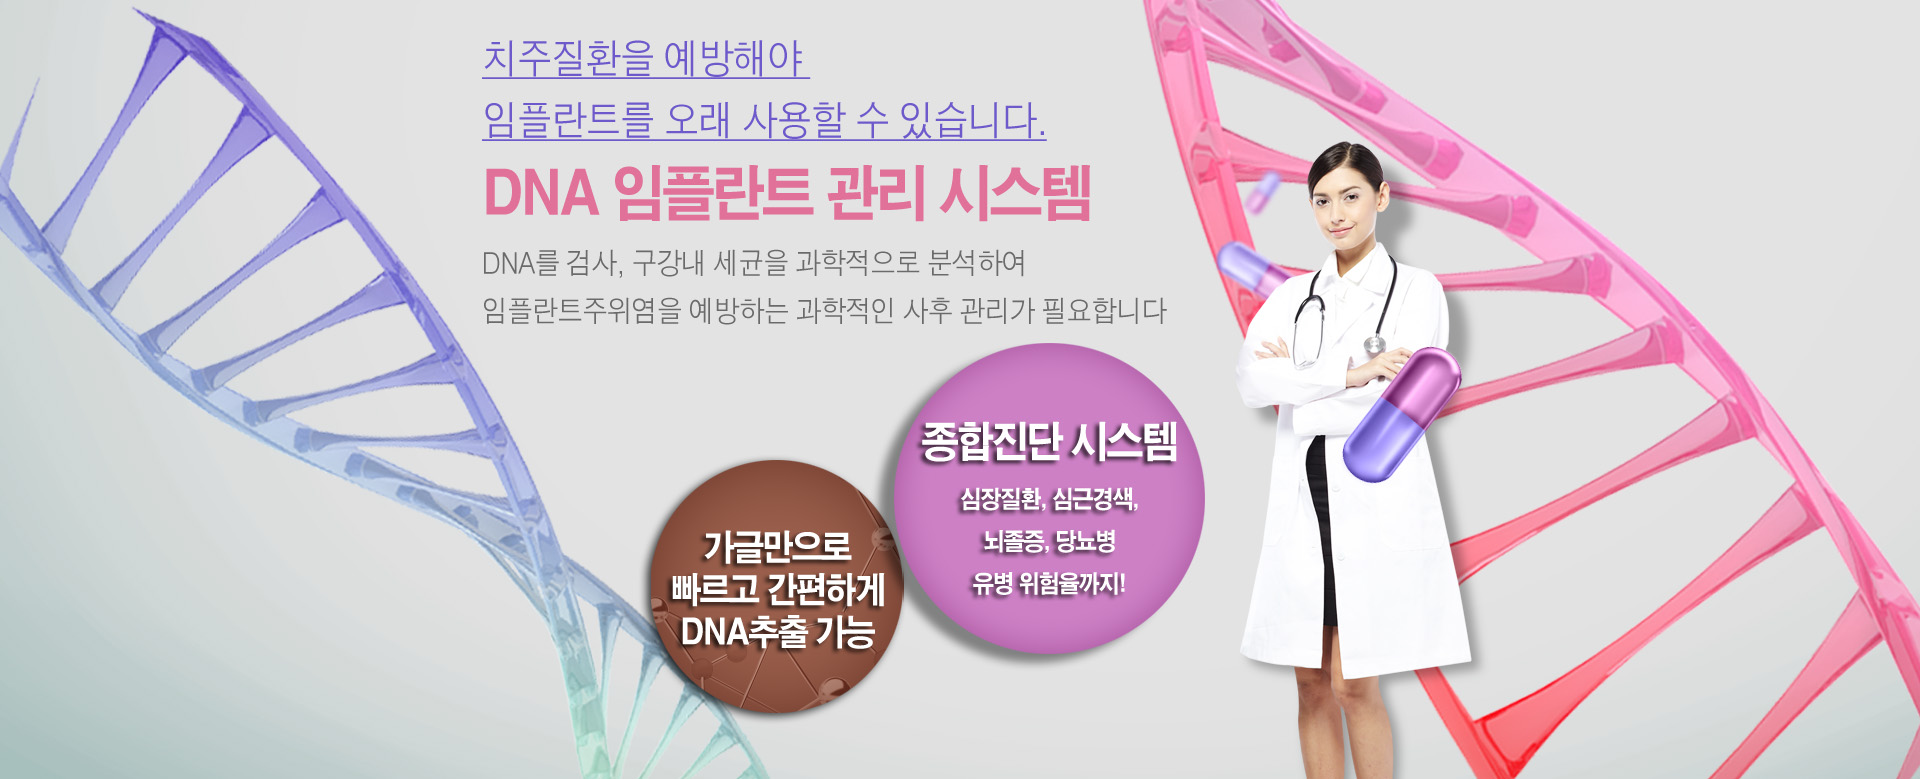 치주질환을 예방해야
임플란트를 오래 사용할 수 있습니다.
DNA 임플란트 관리 시스템
DNA를 검사, 구강내 세균을 과학적으로 분석하여
임플란트주위염을 예방하는 과학적인 사후 관리가 필요합니다
종합진단 시스템
심장질환, 심근경색,
뇌졸증, 당뇨병
유병 위험율까지!
가글만으로
빠르고 간편하게
DNA추출 가능